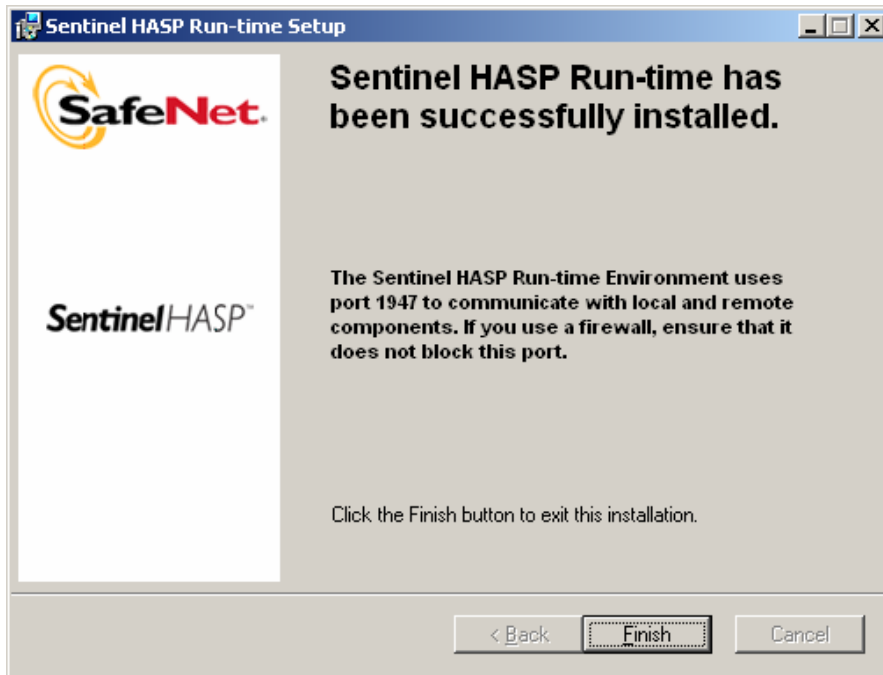 Sentinel HASP Run-time Setup
SafeNet.
Sentinel HASP Run-time has
been successfully installed.
The Sentinel HASP Run-time Environment uses
port 1947 to communicate with local and remote
components. If you use a firewall, ensure that it
does not block this port.
SentinelHASP™
Click the Finish button to exit this installation.
< Back
Finish
Cancel